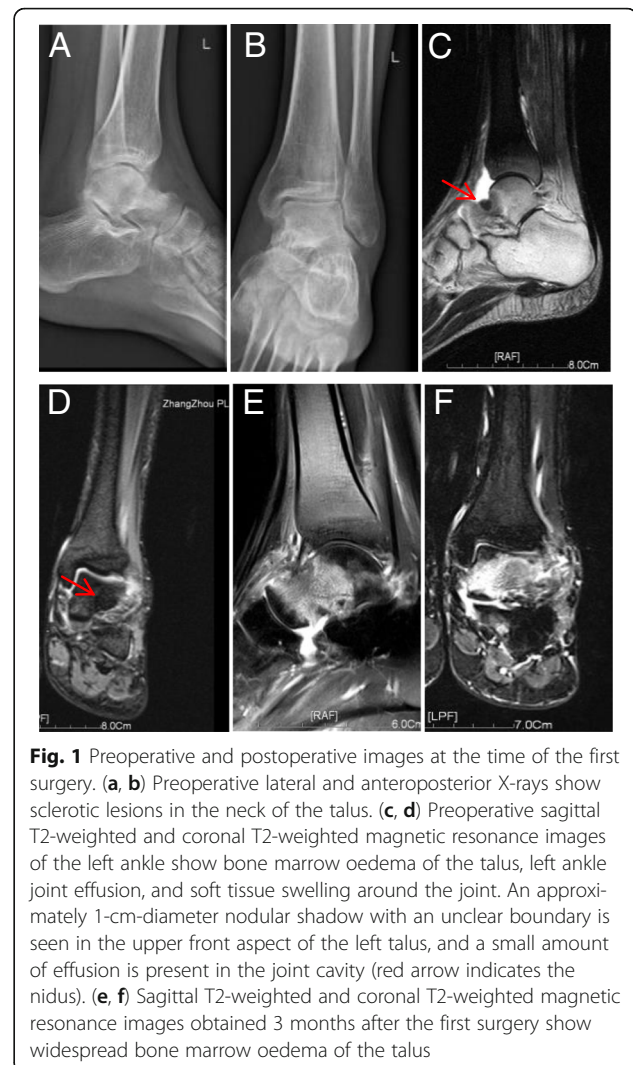 A
L
B
L
C
[RAF]
8.0Cm
D
ZhangZhou PL
PF]
8.0Cm
E
[RAF]
6.0Cm
F
[LPF]
7.0Cm
Fig. 1 Preoperative and postoperative images at the time of the first
surgery. (a, b) Preoperative lateral and anteroposterior X-rays show
sclerotic lesions in the neck of the talus. (c, d) Preoperative sagittal
T2-weighted and coronal T2-weighted magnetic resonance images
of the left ankle show bone marrow oedema of the talus, left ankle
joint effusion, and soft tissue swelling around the joint. An approxi-
mately 1-cm-diameter nodular shadow with an unclear boundary is
seen in the upper front aspect of the left talus, and a small amount
of effusion is present in the joint cavity (red arrow indicates the
nidus). (e, f) Sagittal T2-weighted and coronal T2-weighted magnetic
resonance images obtained 3 months after the first surgery show
widespread bone marrow oedema of the talus